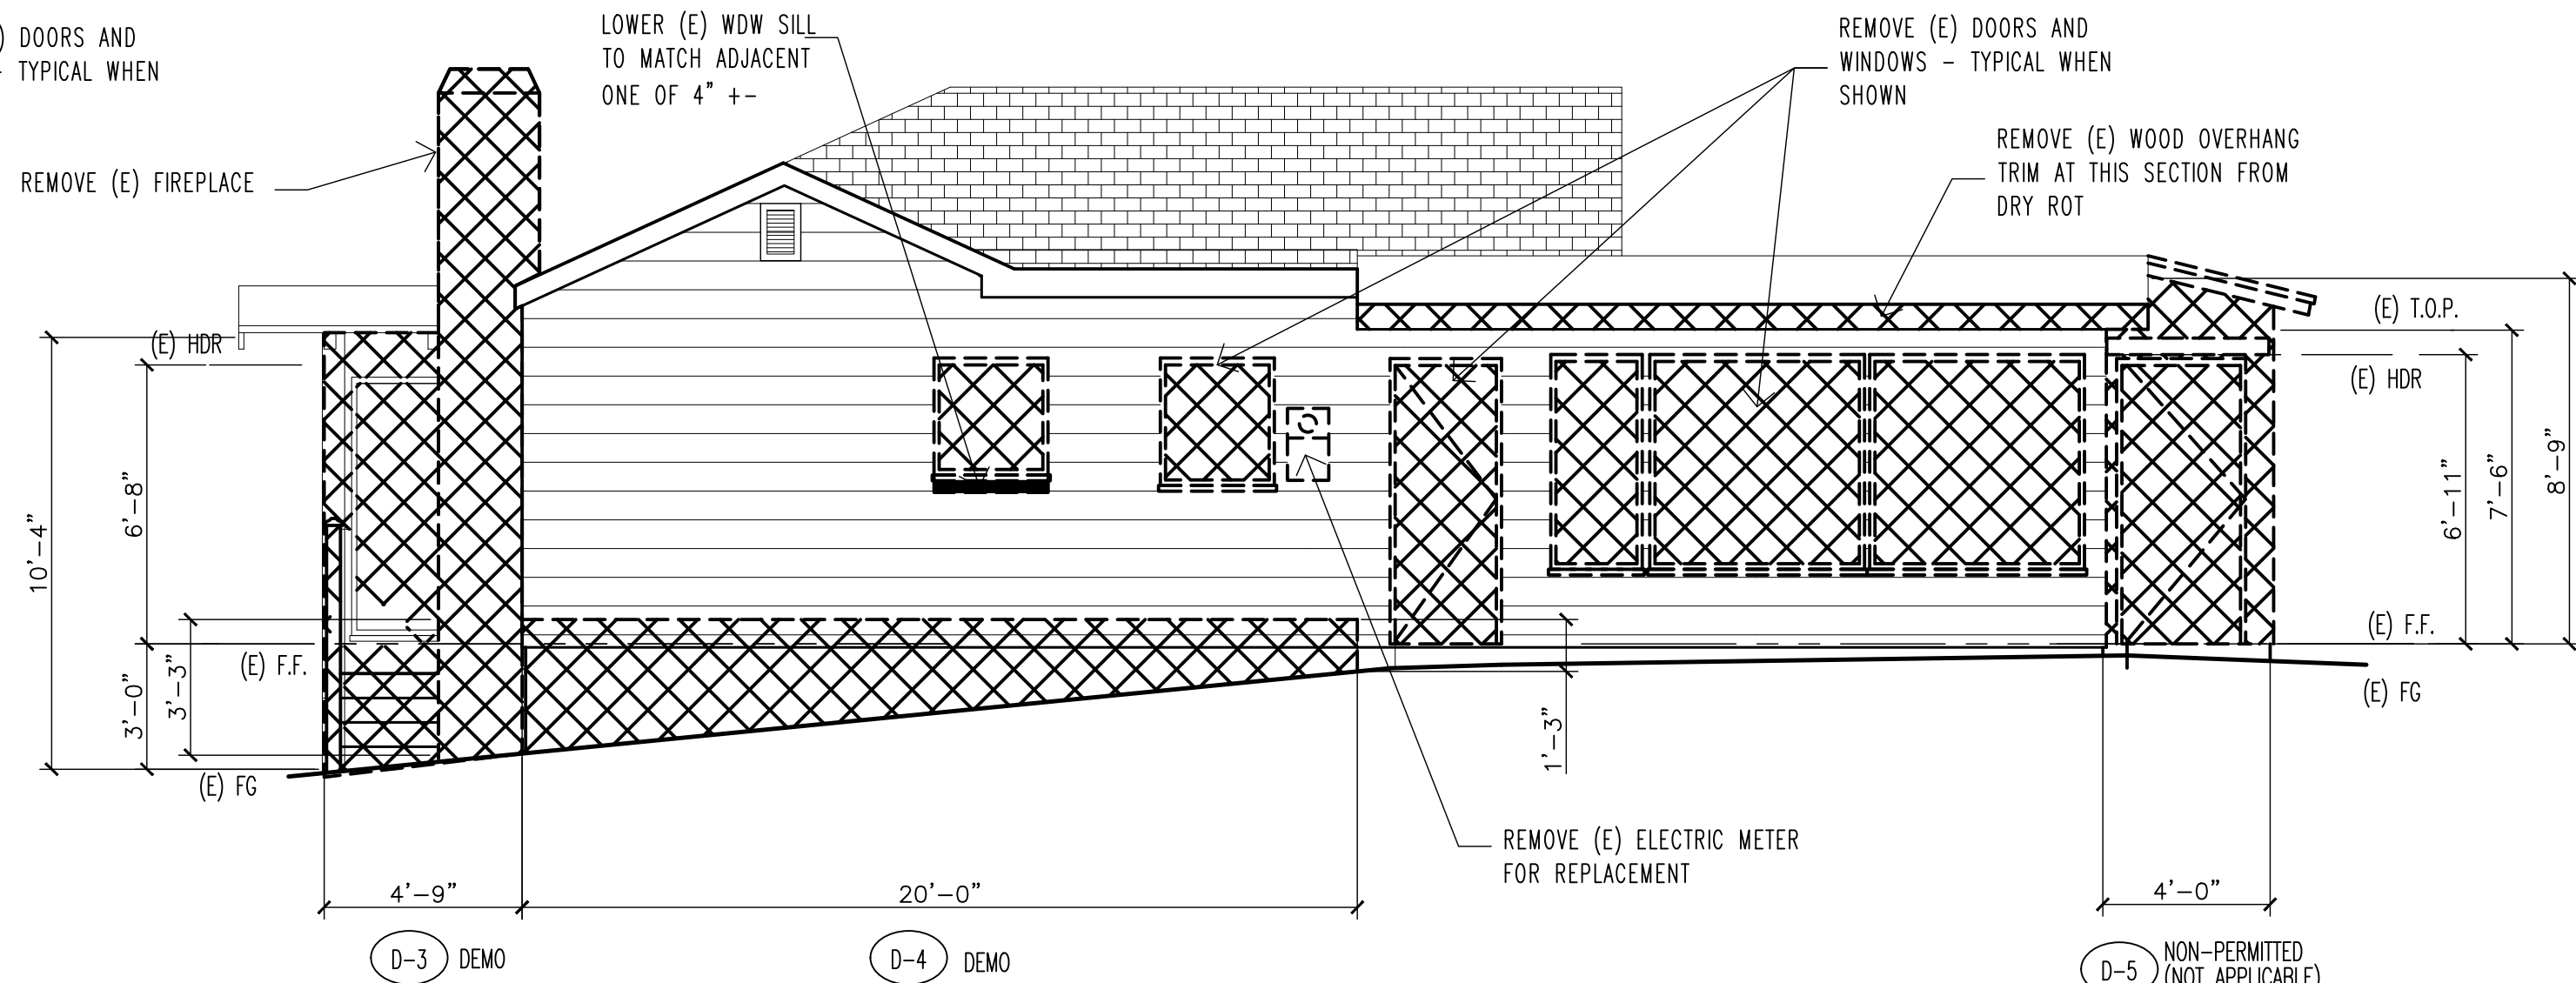 ) DOORS AND
- TYPICAL WHEN
REMOVE (E) FIREPLACE
LOWER (E) WDW SILL
TO MATCH ADJACENT
ONE OF 4" +-
REMOVE (E) DOORS AND
WINDOWS - TYPICAL WHEN
SHOWN
REMOVE (E) WOOD OVERHANG
TRIM AT THIS SECTION FROM
DRY ROT
(E) HDR
(E) T.O.P.
(E) HDR
10'-4"
6'-8"
3'-0"
3'-3"
(E) F.F.
(E) FG
6'-11"
7'-6"
8'-9"
(E) F.F.
(E) FG
1'-3"
REMOVE (E) ELECTRIC METER
FOR REPLACEMENT
4'-9"
20'-0"
4'-0"
D-3 DEMO
D-4 DEMO
D-5 NON-PERMITTED
(NOT APPLICABLE)